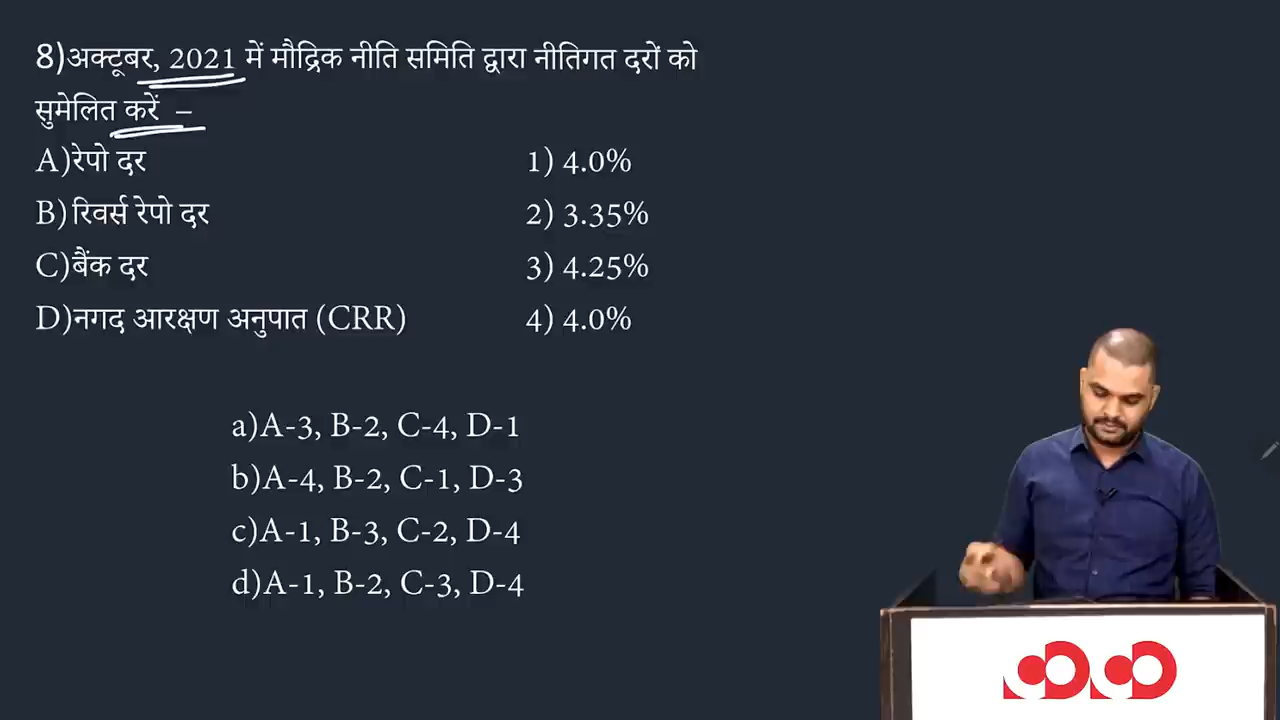 8)अक्टूबर, 2021 में मौद्रिक नीति समिति द्वारा नीतिगत दरों को
सुमेलित करें –
A)रेपो दर 1) 4.0%
B)रिवर्स रेपो दर 2) 3.35%
C)बैंक दर 3) 4.25%
D)नगद आरक्षण अनुपात (CRR) 4) 4.0%
a)A-3, B-2, C-4, D-1
b)A-4, B-2, C-1, D-3
c)A-1, B-3, C-2, D-4
d)A-1, B-2, C-3, D-4